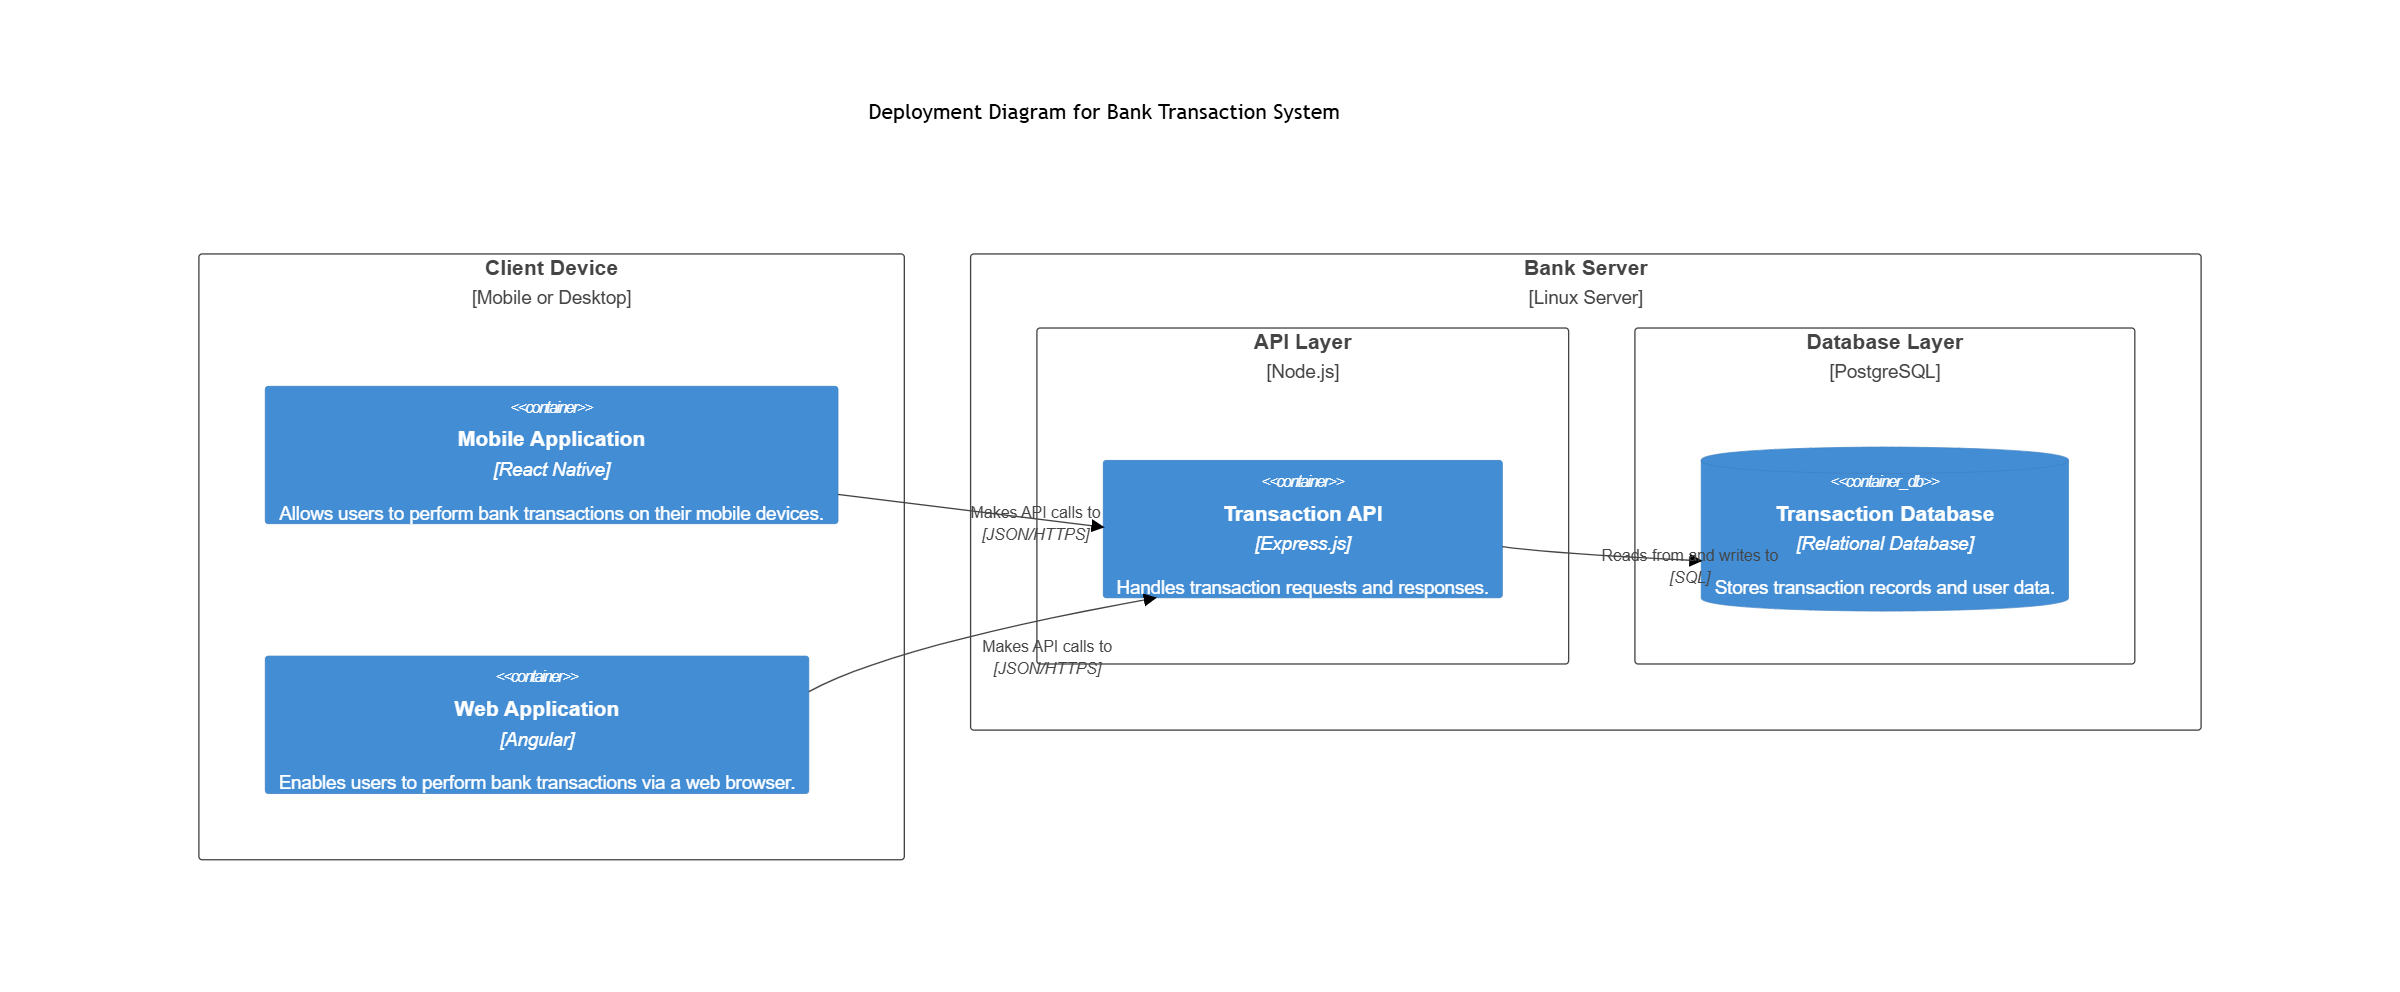 Deployment Diagram for Bank Transaction System
Client Device
[Mobile or Desktop]
<<container>>
Mobile Application
[React Native]
Allows users to perform bank transactions on their mobile devices.
<<container>>
Web Application
[Angular]
Enables users to perform bank transactions via a web browser.
Makes API calls to
[JSON/HTTPS]
Makes API calls to
[JSON/HTTPS]
Bank Server
[Linux Server]
API Layer
[Node.js]
<<container>>
Transaction API
[Express.js]
Handles transaction requests and responses.
Reads from and writes to
[SQL]
Database Layer
[PostgreSQL]
<<container_db>>
Transaction Database
[Relational Database]
Stores transaction records and user data.